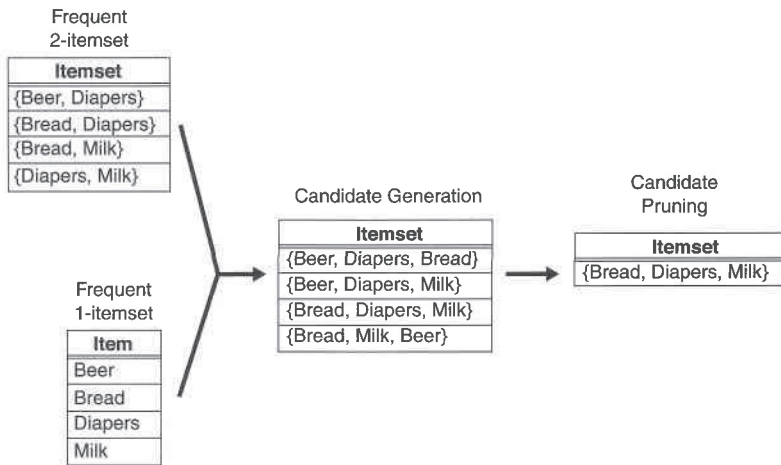 Frequent
2-itemset
Itemset
{Beer, Diapers}
{Bread, Diapers}
{Bread, Milk}
{Diapers, Milk}
Frequent
1-itemset
Item
Beer
Bread
Diapers
Milk
Candidate Generation
Itemset
{Beer, Diapers, Bread}
{Beer, Diapers, Milk}
{Bread, Diapers, Milk}
{Bread, Milk, Beer}
Candidate
Pruning
Itemset
{Bread, Diapers, Milk}